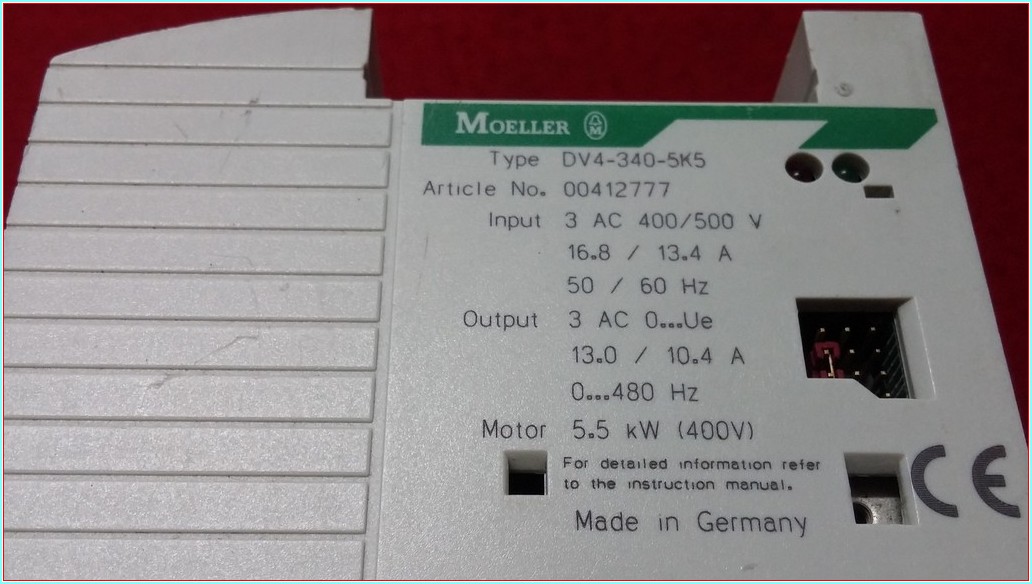 MOELLER
Type DV4-340-5K5
Article No. 00412777
Input 3 AC 400/500 V
16.8 / 13.4 A
50 / 60 Hz
Output 3 AC 0...Ue
13.0 / 10.4 A
0...480 Hz
Motor 5.5 kW (400V)
For detailed information refer
to the instruction manual.
Made in Germany
CE